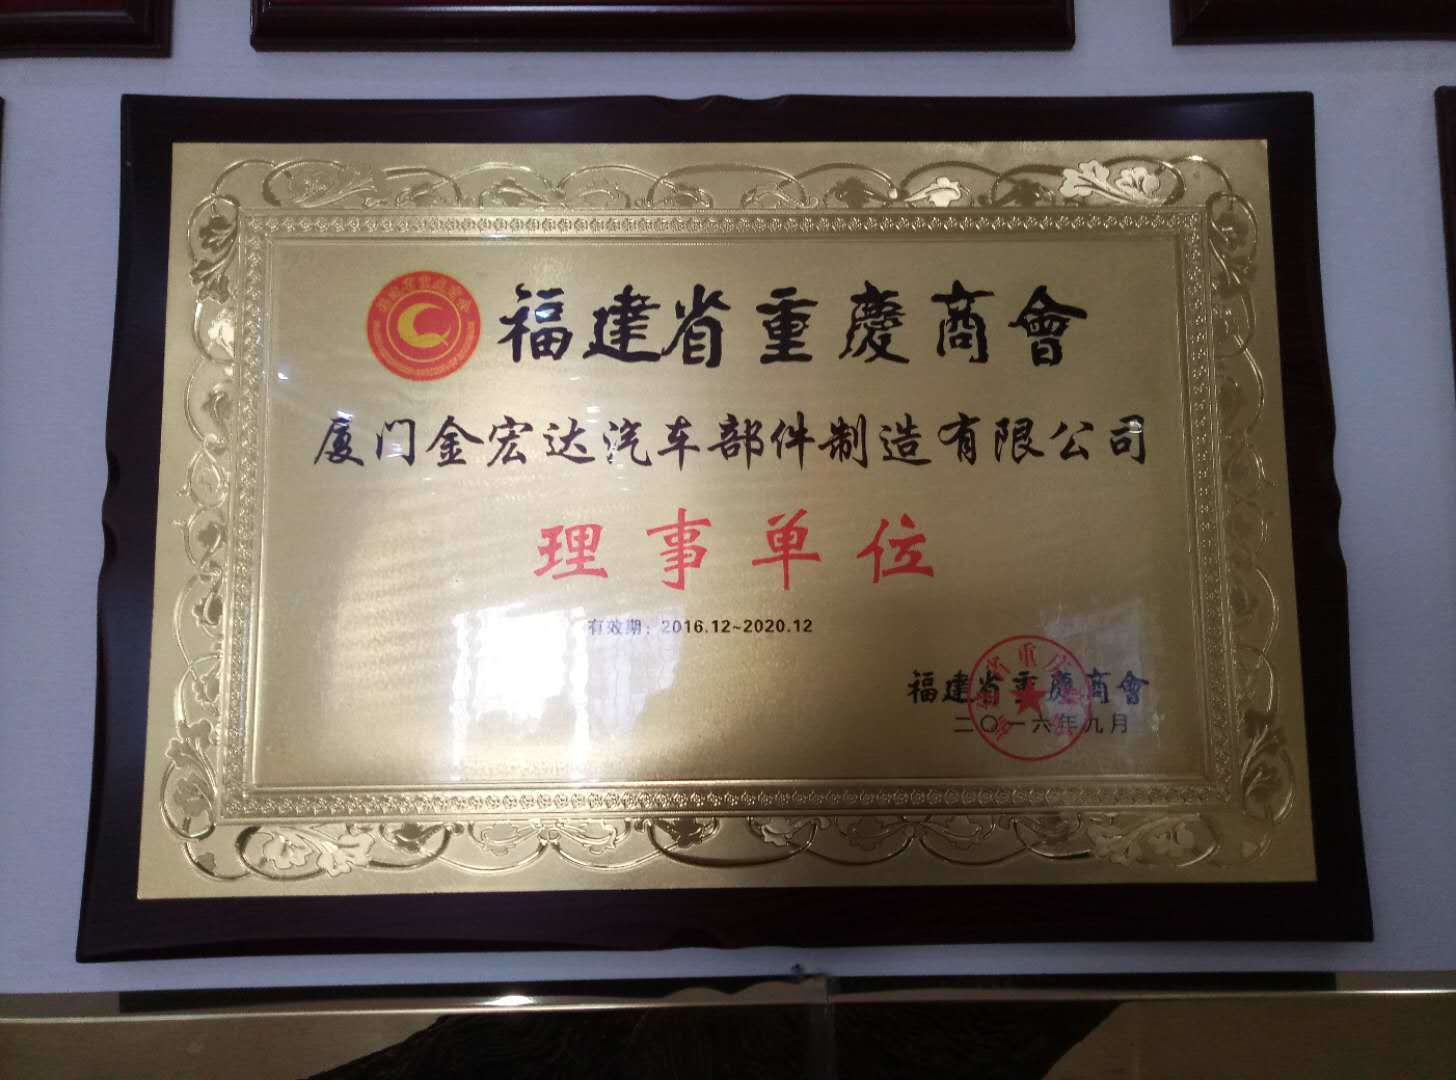 福建省重慶商會
厦门金宏达汽车部件制造有限公司
理事单位
有效期：2016.12~2020.12
福建省重慶商會
二〇一六年九月